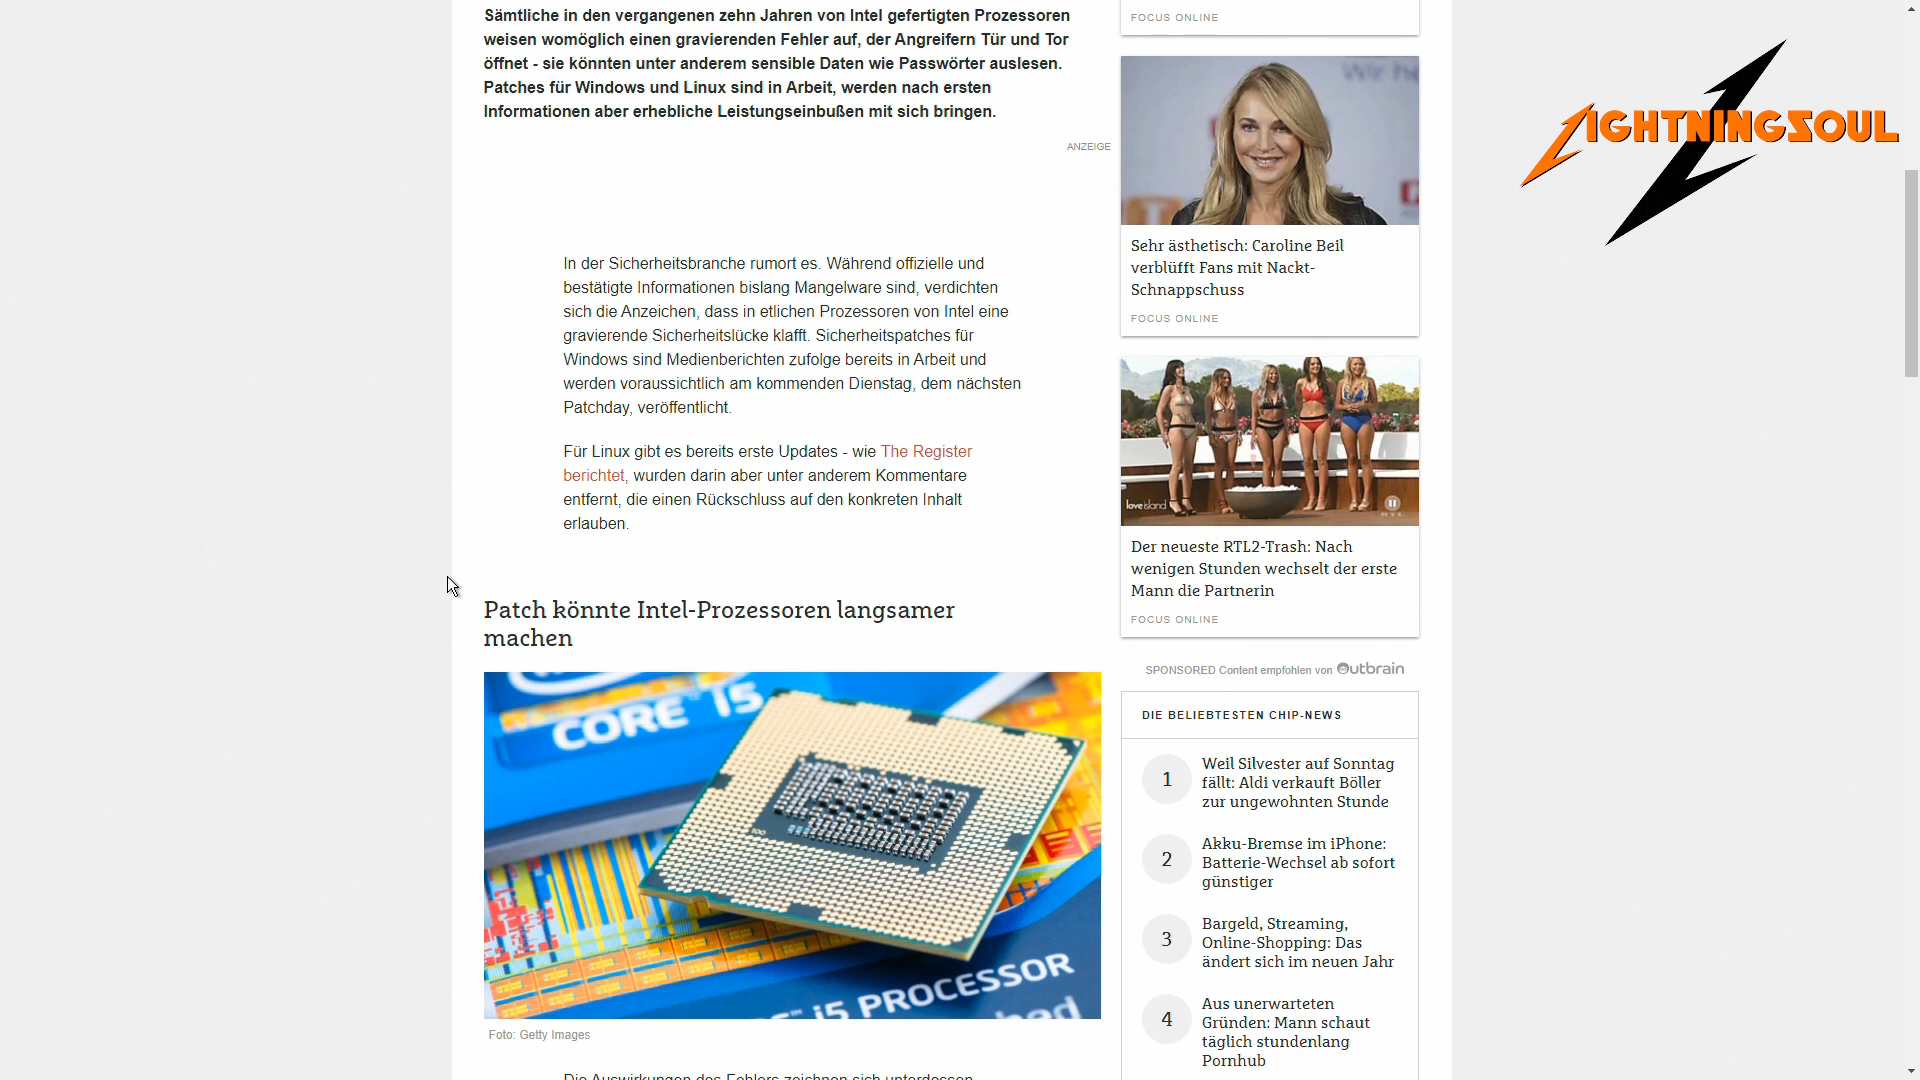 Sämtliche in den vergangenen zehn Jahren von Intel gefertigten Prozessoren
weisen womöglich einen gravierenden Fehler auf, der Angreifern Tür und Tor
öffnet - sie könnten unter anderem sensible Daten wie Passwörter auslesen.
Patches für Windows und Linux sind in Arbeit, werden nach ersten
Informationen aber erhebliche Leistungseinbußen mit sich bringen.
ANZEIGE
In der Sicherheitsbranche rumort es. Während offizielle und
bestätigte Informationen bislang Mangelware sind, verdichten
sich die Anzeichen, dass in etlichen Prozessoren von Intel eine
gravierende Sicherheitslücke klafft. Sicherheitspatches für
Windows sind Medienberichten zufolge bereits in Arbeit und
werden voraussichtlich am kommenden Dienstag, dem nächsten
Patchday, veröffentlicht.
Für Linux gibt es bereits erste Updates - wie The Register
berichtet, wurden darin aber unter anderem Kommentare
entfernt, die einen Rückschluss auf den konkreten Inhalt
erlauben.
Patch könnte Intel-Prozessoren langsamer
machen
CORE™ i5
i5 PROCESSOR
Foto: Getty Images
Die Auswirkungen des Fehlers zeichnen sich unterdessen
FOCUS ONLINE
Wir
Sehr ästhetisch: Caroline Beil
verblüfft Fans mit Nackt-
Schnappschuss
FOCUS ONLINE
love island
Der neueste RTL2-Trash: Nach
wenigen Stunden wechselt der erste
Mann die Partnerin
FOCUS ONLINE
SPONSORED Content empfohlen von Outbrain
DIE BELIEBTESTEN CHIP-NEWS
1 Weil Silvester auf Sonntag
fällt: Aldi verkauft Böller
zur ungewohnten Stunde
2 Akku-Bremse im iPhone:
Batterie-Wechsel ab sofort
günstiger
3 Bargeld, Streaming,
Online-Shopping: Das
ändert sich im neuen Jahr
4 Aus unerwarteten
Gründen: Mann schaut
täglich stundenlang
Pornhub
LIGHTNINGSOUL